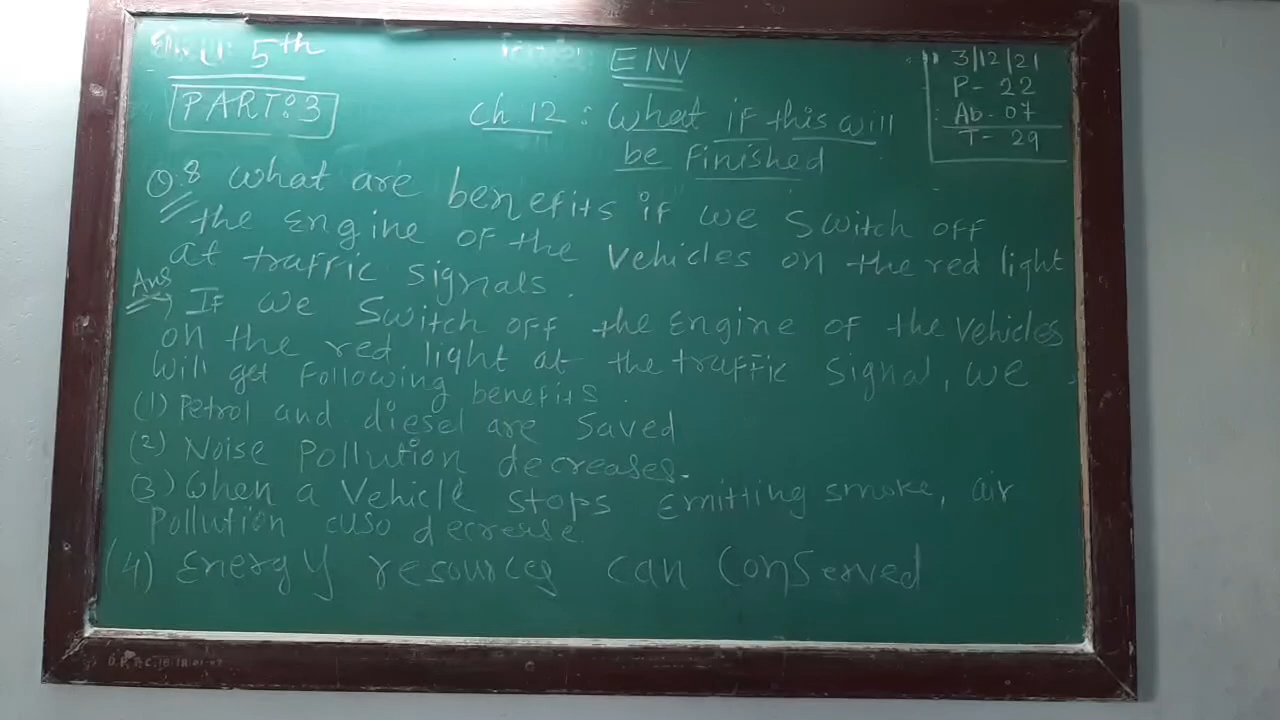 5th
ENV
3/12/21
P- 22
Ab- 07
T- 29
PART:3
Ch 12 : What if this will
be Finished
Q.8 what are benefits if we switch off
the Engine of the Vehicles on the red light
at traffic signals.
Ans) If we Switch off the Engine of the Vehicles
on the red light at the traffic Signal, we
will get following benefits.
(1) Petrol and diesel are saved
(2) Noise Pollution decreases.
(3) When a Vehicle stops Emitting smoke, air
Pollution also decrease.
(4) Energy resources can Conserved